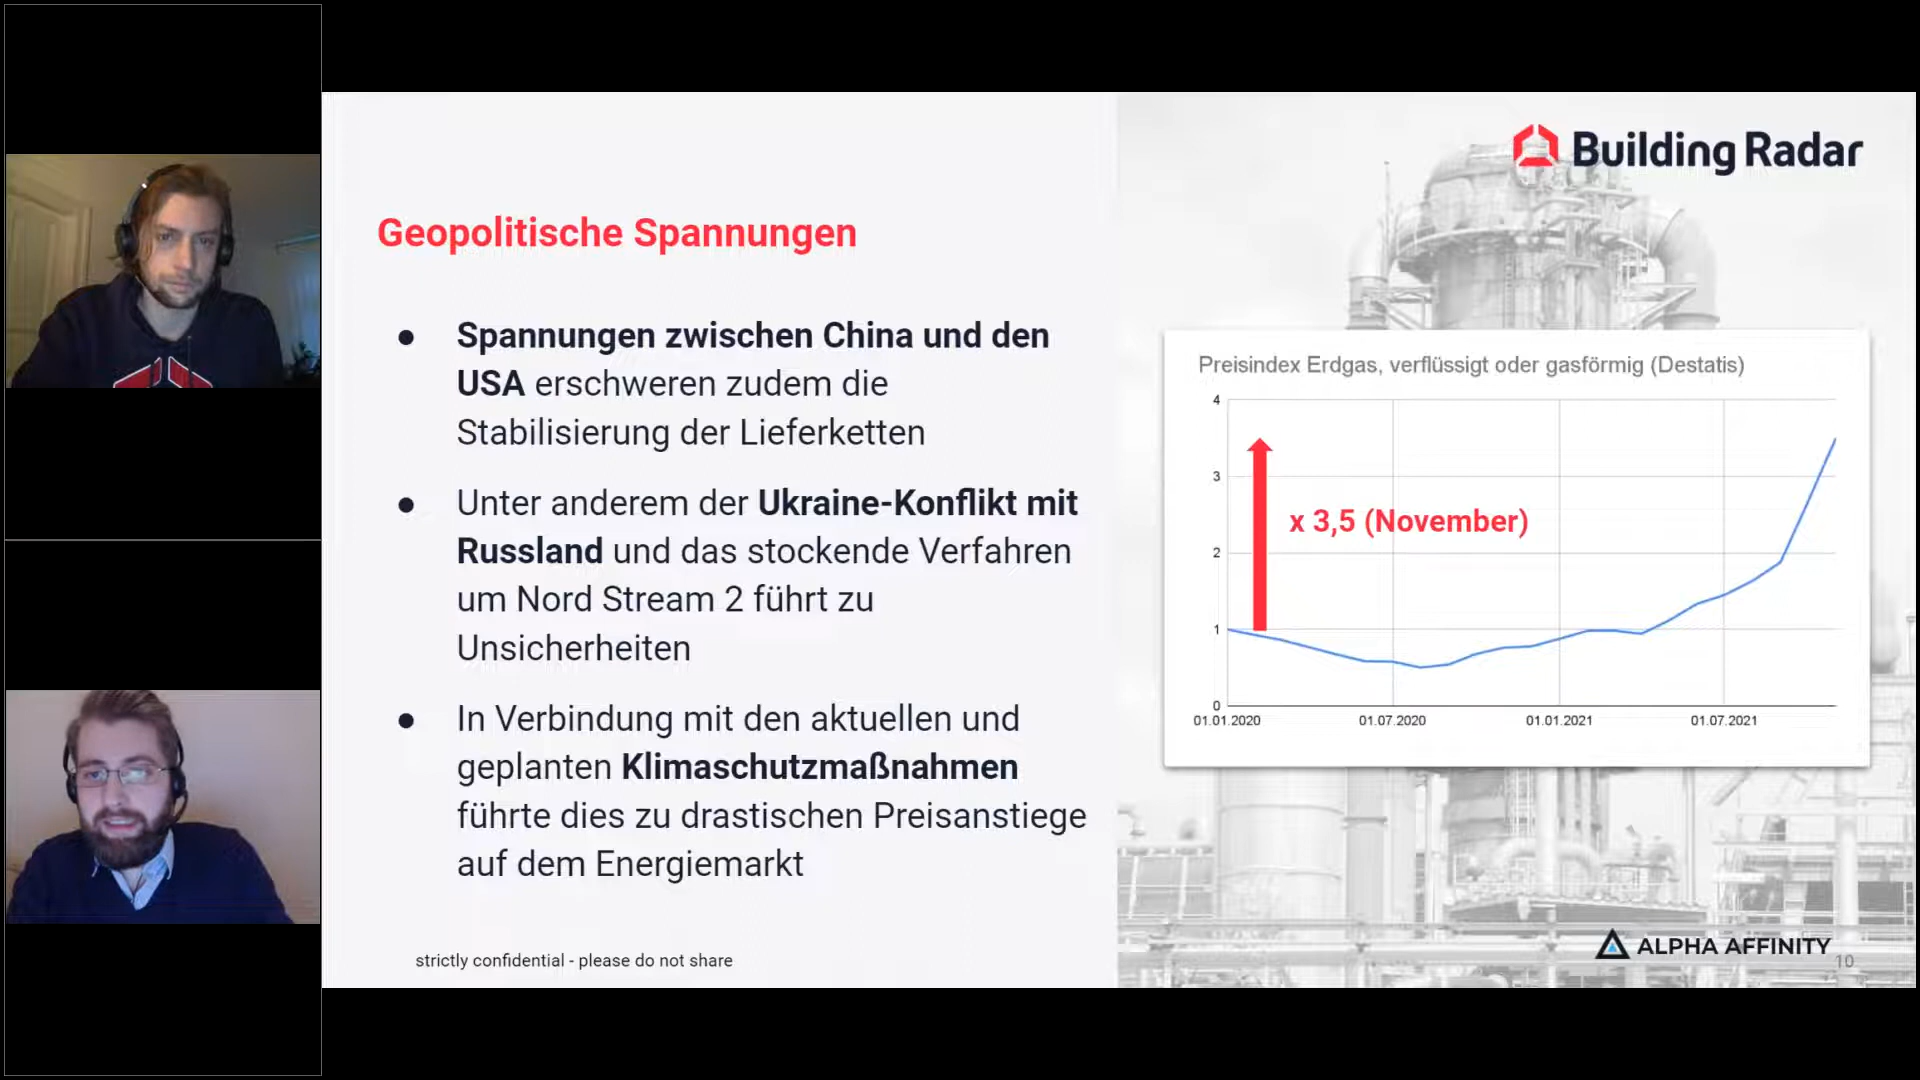 Building Radar
Geopolitische Spannungen
● Spannungen zwischen China und den
USA erschweren zudem die
Stabilisierung der Lieferketten
● Unter anderem der Ukraine-Konflikt mit
Russland und das stockende Verfahren
um Nord Stream 2 führt zu
Unsicherheiten
● In Verbindung mit den aktuellen und
geplanten Klimaschutzmaßnahmen
führte dies zu drastischen Preisanstiege
auf dem Energiemarkt
Preisindex Erdgas, verflüssigt oder gasförmig (Destatis)
4
3
2
1
0
x 3,5 (November)
01.01.2020 01.07.2020 01.01.2021 01.07.2021
strictly confidential - please do not share
ALPHA AFFINITY
10